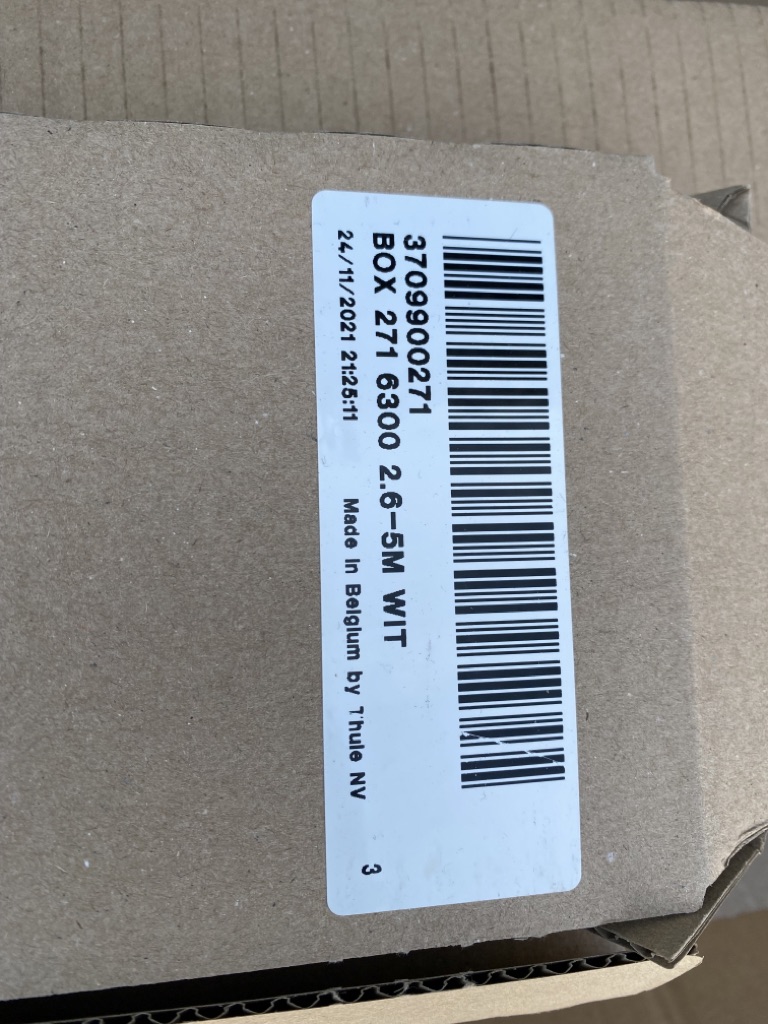 3709900271
BOX 271 6300 2.6-5M WIT
24/11/2021 21:25:11 Made in Belgium by Thule NV 3